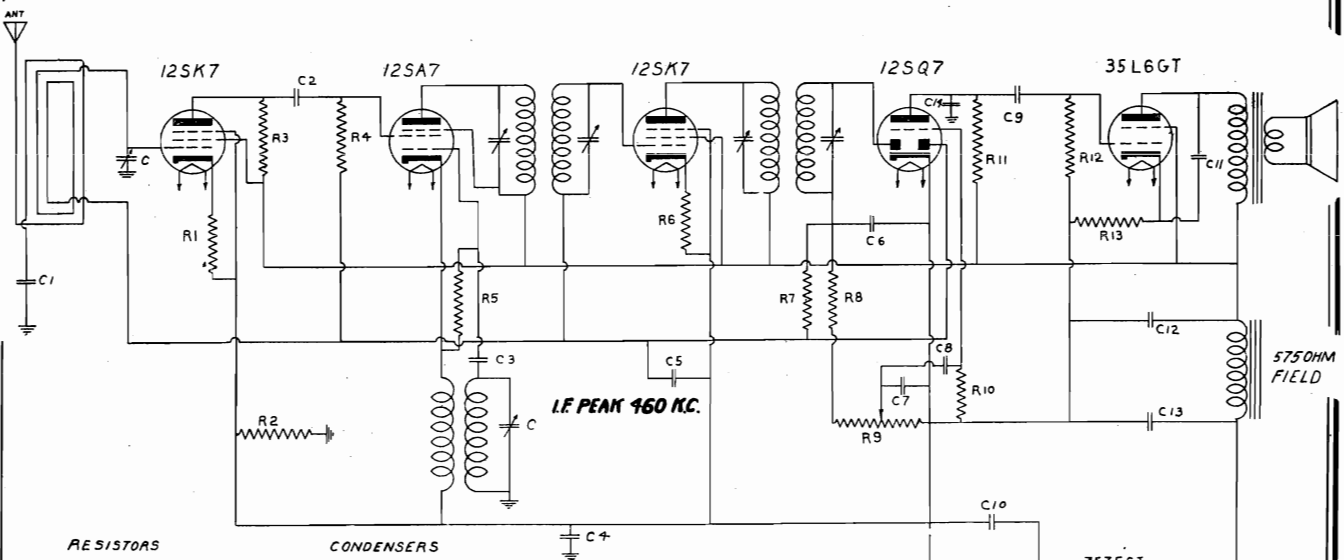 ANT
12SK7
12SA7
12SK7
12SQ7
35L6GT
C2
C14
C9
C
R3
R4
R11
R12
C11
R1
R6
C6
R13
C1
R5
R7
R8
C12
C3
C5
C8
575 OHM
FIELD
C7
R10
I.F. PEAK 460 K.C.
C13
R2
C
R9
C10
C4
RESISTORS
CONDENSERS